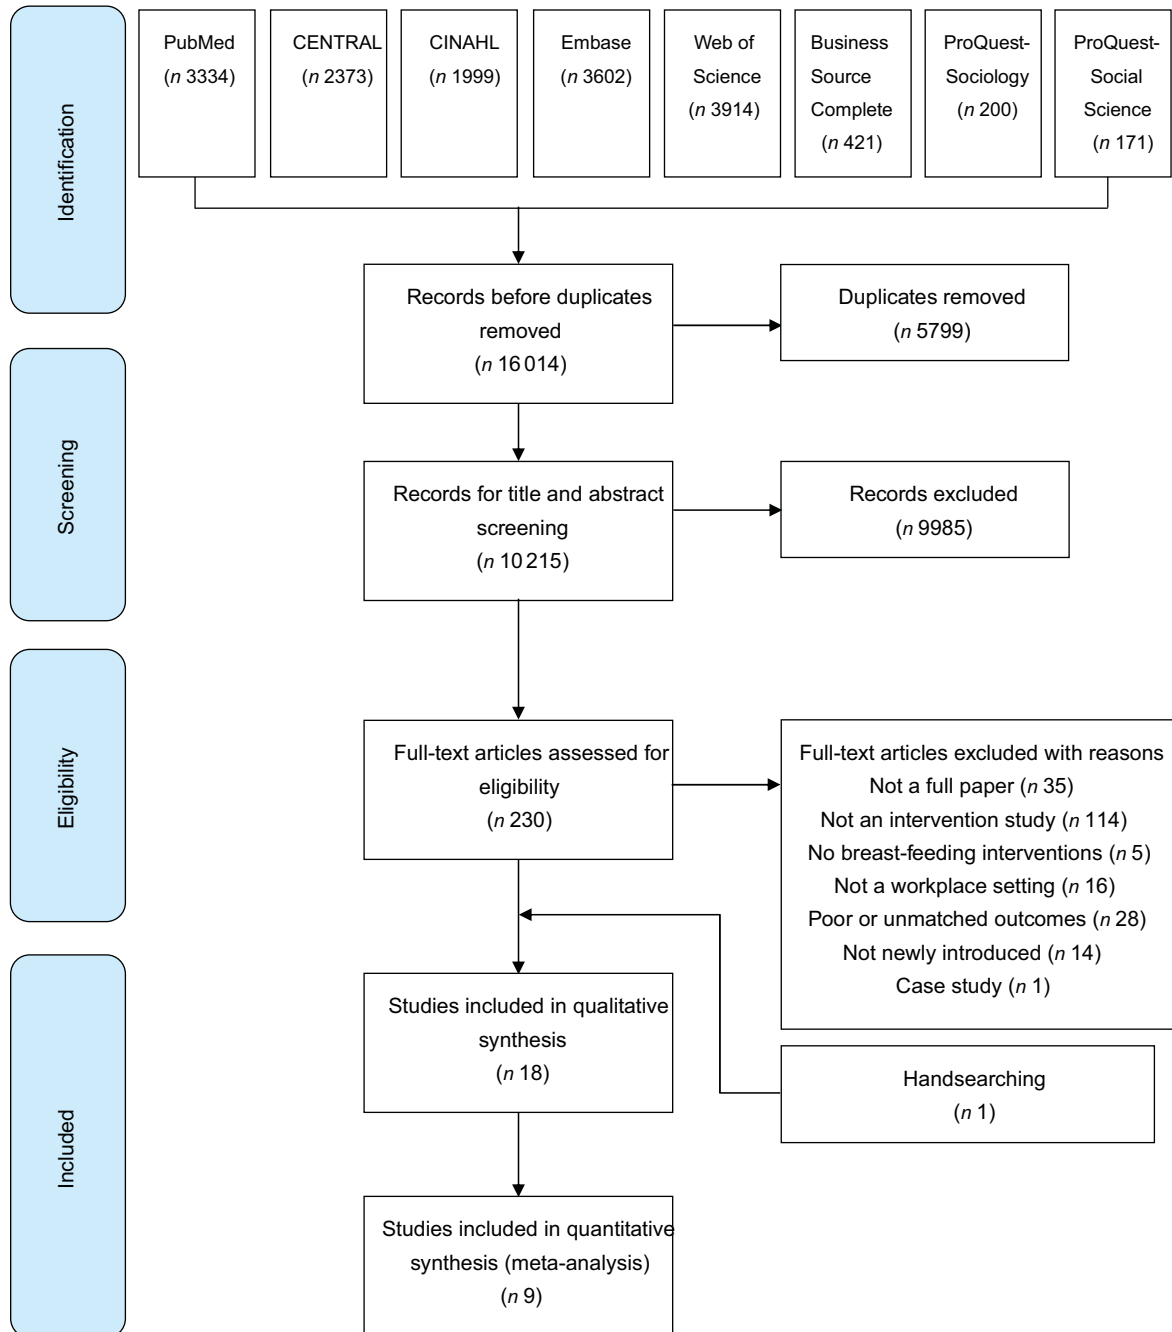 Identification
PubMed
(n 3334)
CENTRAL
(n 2373)
CINAHL
(n 1999)
Embase
(n 3602)
Web of
Science
(n 3914)
Business
Source
Complete
(n 421)
ProQuest-
Sociology
(n 200)
ProQuest-
Social
Science
(n 171)
Records before duplicates
removed
(n 16 014)
Duplicates removed
(n 5799)
Screening
Records for title and abstract
screening
(n 10 215)
Records excluded
(n 9985)
Eligibility
Full-text articles assessed for
eligibility
(n 230)
Full-text articles excluded with reasons
Not a full paper (n 35)
Not an intervention study (n 114)
No breast-feeding interventions (n 5)
Not a workplace setting (n 16)
Poor or unmatched outcomes (n 28)
Not newly introduced (n 14)
Case study (n 1)
Included
Studies included in qualitative
synthesis
(n 18)
Handsearching
(n 1)
Studies included in quantitative
synthesis (meta-analysis)
(n 9)